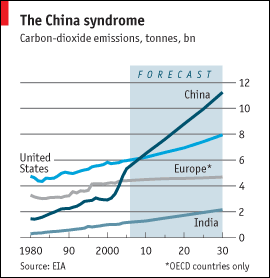 The China syndrome
Carbon-dioxide emissions, tonnes, bn
FORECAST
12
China
10
8
United
States
Europe*
6
4
India
2
0
1980 90 2000 10 20 30
Source: EIA *OECD countries only